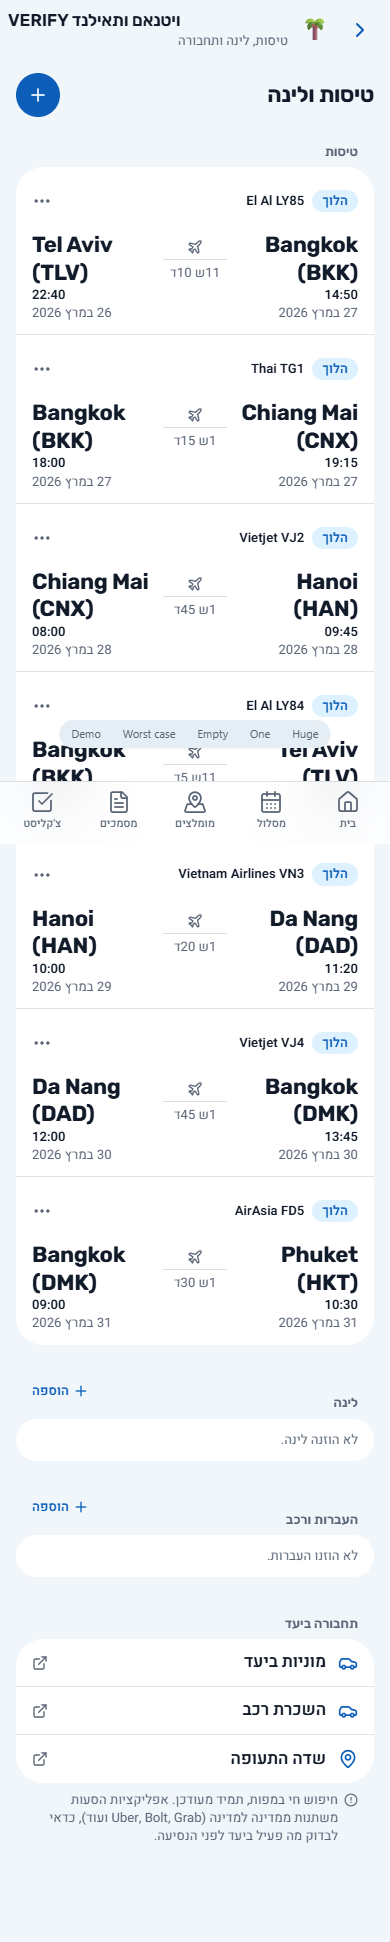 ויטנאם ותאילנד VERIFY
טיסות, לינה ותחבורה
טיסות ולינה
טיסות
הלוך El Al LY85
Tel Aviv (TLV) Bangkok (BKK)
11ש 10ד
22:40 14:50
26 במרץ 2026 27 במרץ 2026
הלוך Thai TG1
Bangkok (BKK) Chiang Mai (CNX)
1ש 15ד
18:00 19:15
27 במרץ 2026 27 במרץ 2026
הלוך Vietjet VJ2
Chiang Mai (CNX) Hanoi (HAN)
1ש 45ד
08:00 09:45
28 במרץ 2026 28 במרץ 2026
הלוך El Al LY84
Demo Worst case Empty One Huge
Bangkok (BKK) Tel Aviv (TLV)
11ש 5ד
בית מסלול מומלצים מסמכים צ'קליסט
הלוך Vietnam Airlines VN3
Hanoi (HAN) Da Nang (DAD)
1ש 20ד
10:00 11:20
29 במרץ 2026 29 במרץ 2026
הלוך Vietjet VJ4
Da Nang (DAD) Bangkok (DMK)
1ש 45ד
12:00 13:45
30 במרץ 2026 30 במרץ 2026
הלוך AirAsia FD5
Bangkok (DMK) Phuket (HKT)
1ש 30ד
09:00 10:30
31 במרץ 2026 31 במרץ 2026
הוספה
לינה
לא הוזנה לינה.
הוספה
העברות ורכב
לא הוזנו העברות.
תחבורה ביעד
מוניות ביעד
השכרת רכב
שדה התעופה
חיפוש חי במפות, תמיד מעודכן. אפליקציות הסעות
משתנות ממדינה למדינה (Uber, Bolt, Grab ועוד), כדאי
לבדוק מה פעיל ביעד לפני הנסיעה.